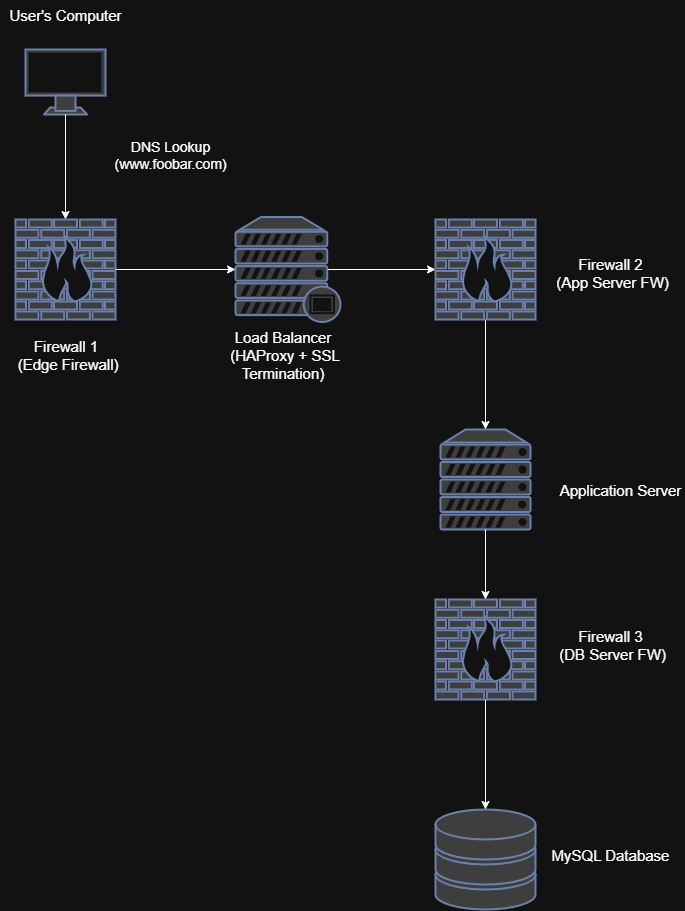 User's Computer
DNS Lookup
(www.foobar.com)
Firewall 1
(Edge Firewall)
Load Balancer
(HAProxy + SSL
Termination)
Firewall 2
(App Server FW)
Application Server
Firewall 3
(DB Server FW)
MySQL Database